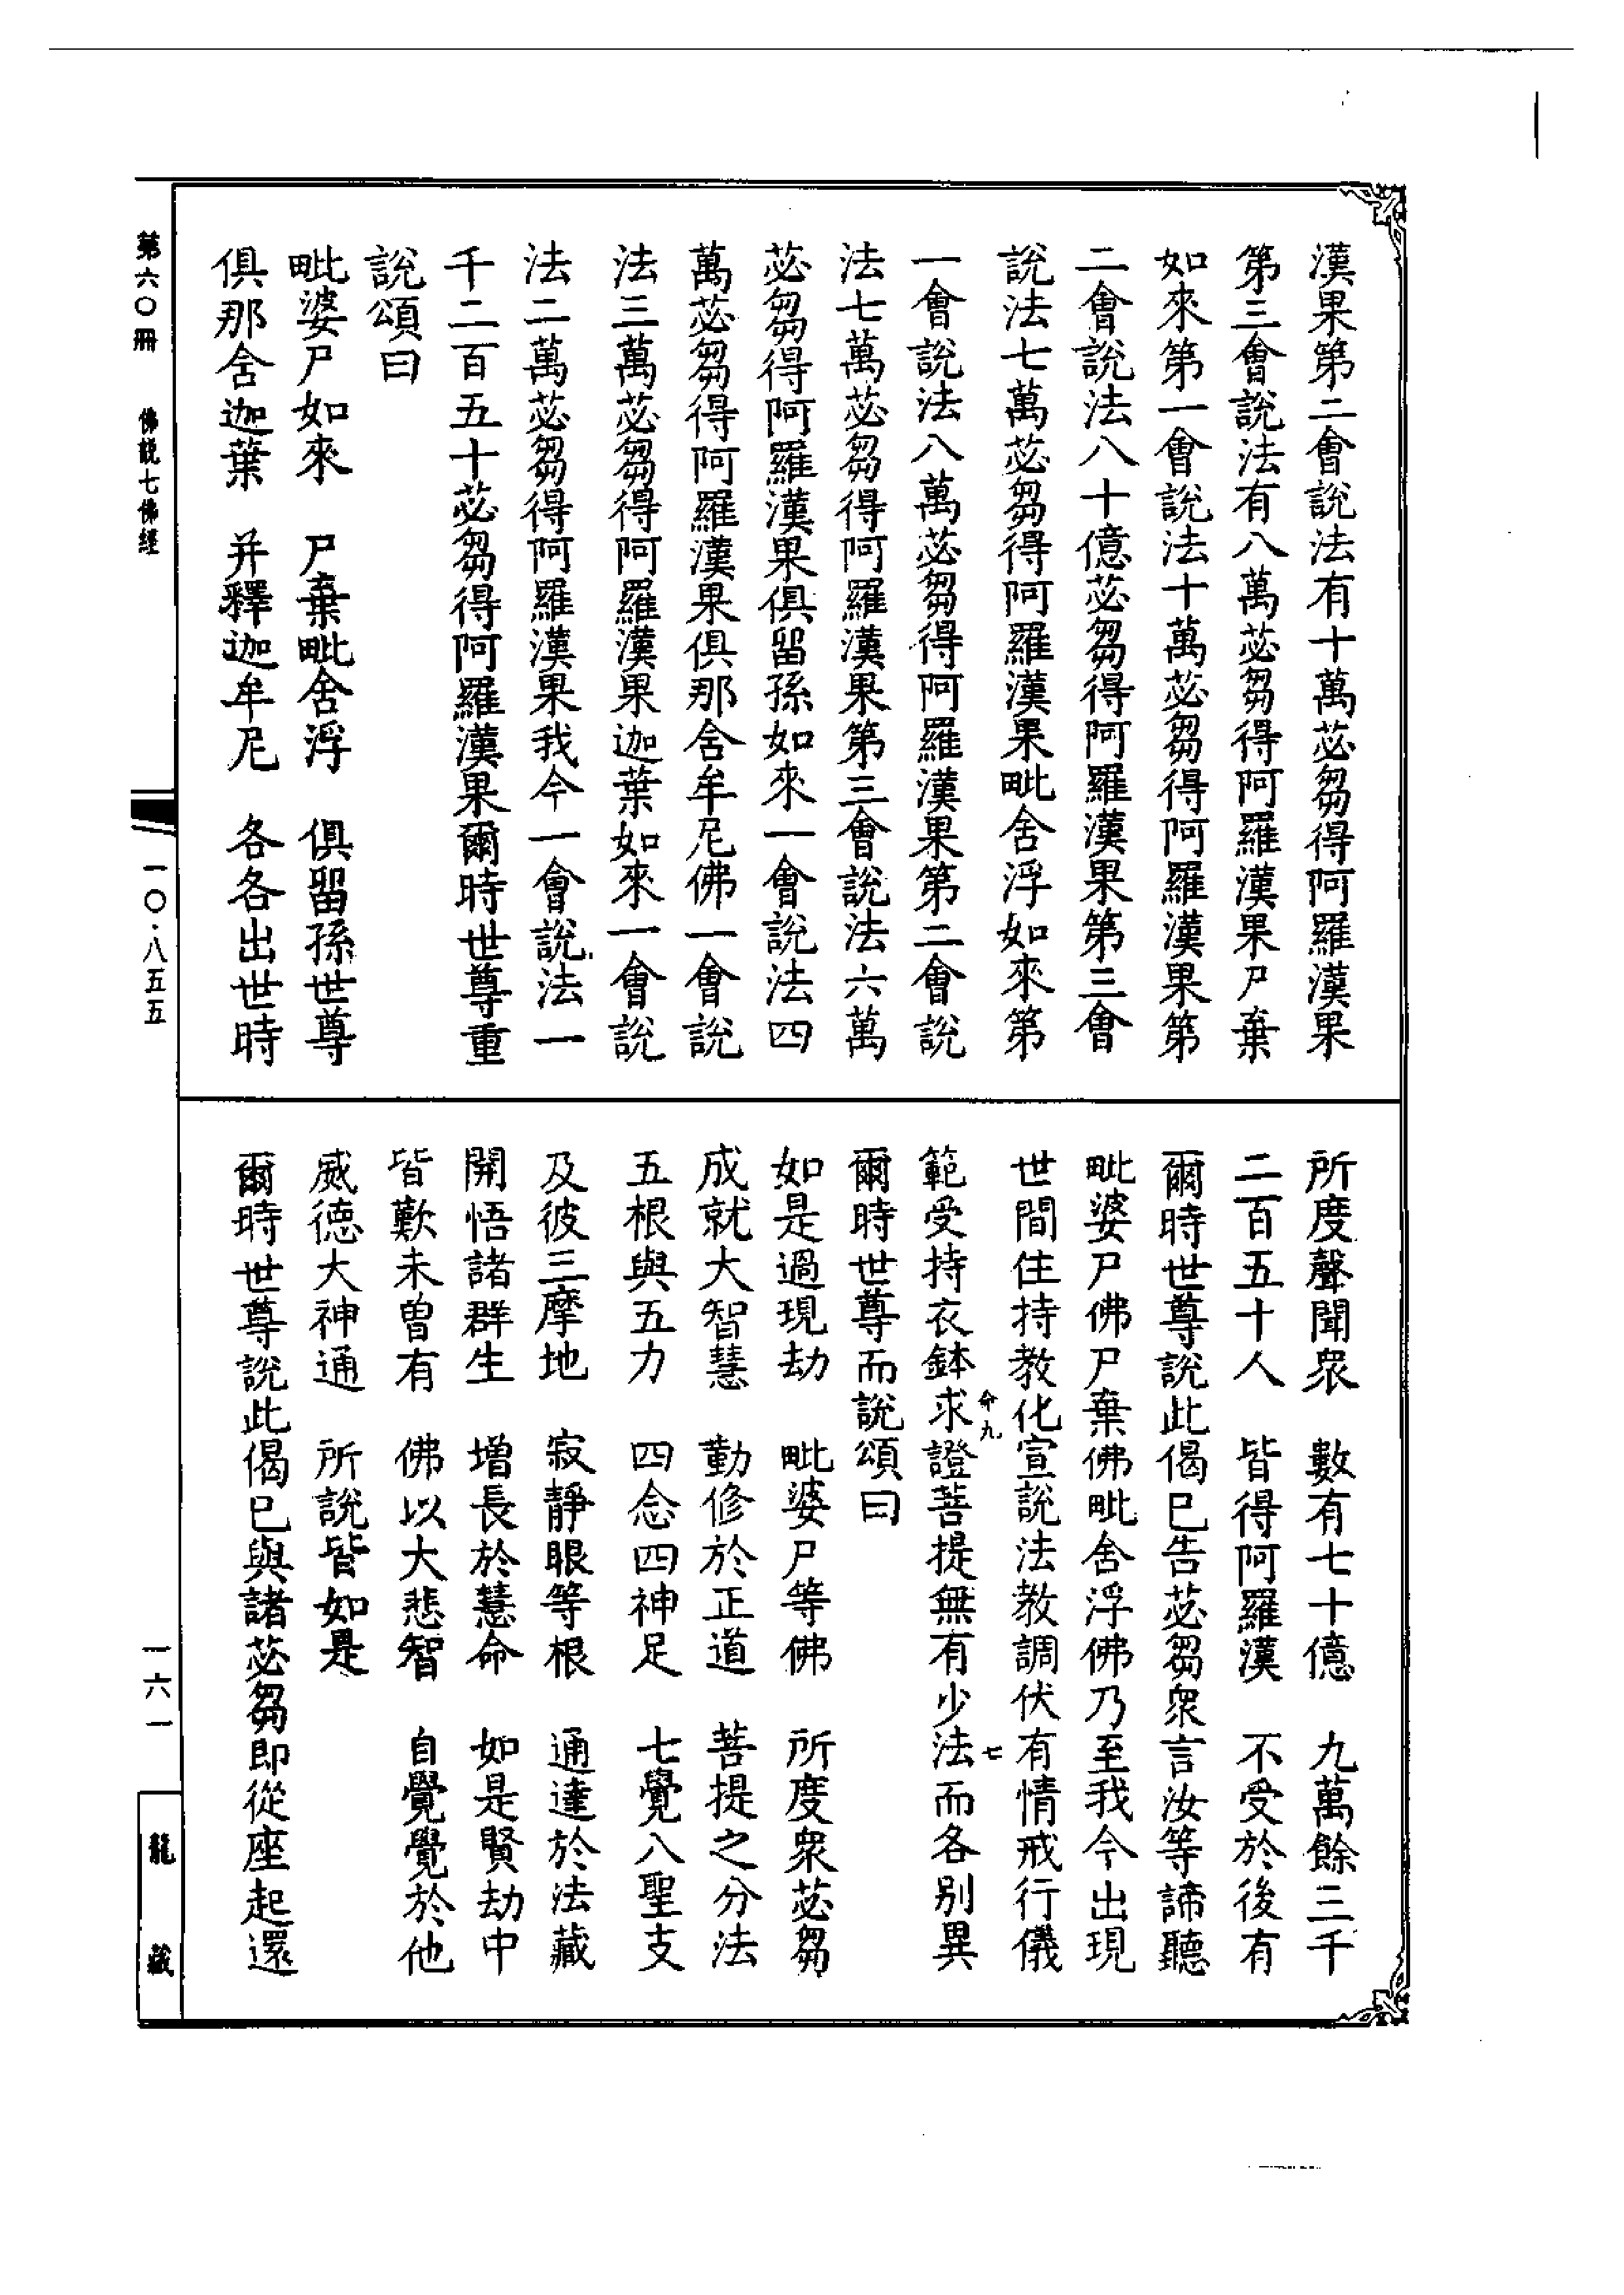 漢果第二會說法有十萬苾芻得阿羅漢果
第三會說法有八萬苾芻得阿羅漢果尸棄
如來第一會說法十萬苾芻得阿羅漢果第
二會說法八十億苾芻得阿羅漢果第三會
說法七萬苾芻得阿羅漢果毗舍浮如來第
一會說法八萬苾芻得阿羅漢果第二會說
法七萬苾芻得阿羅漢果第三會說法六萬
苾芻得阿羅漢果俱留孫如來一會說法四
萬苾芻得阿羅漢果俱那舍牟尼佛一會說
法三萬苾芻得阿羅漢果迦葉如來一會說
法二萬苾芻得阿羅漢果我今一會說法一
千二百五十苾芻得阿羅漢果爾時世尊重
說頌曰
毗婆尸如來　尸棄毗舍浮　俱留孫世尊
俱那舍迦葉　并釋迦牟尼　各各出世時
所度聲聞眾　數有七十億　九萬餘三千
二百五十人　皆得阿羅漢　不受於後有
爾時世尊說此偈已告苾芻眾言汝等諦聽
毗婆尸佛尸棄佛毗舍浮佛乃至我今出現
世間住持教化宣說法教調伏有情戒行儀
命九　七
範受持衣鉢求證菩提無有少法而各別異
爾時世尊而說頌曰
如是過現劫　毗婆尸等佛　所度眾苾芻
成就大智慧　勤修於正道　菩提之分法
五根與五力　四念四神足　七覺八聖支
及彼三摩地　寂靜眼等根　通達於法藏
開悟諸群生　增長於慧命　如是賢劫中
皆歎未曾有　佛以大悲智　自覺覺於他
威德大神通　所說皆如是
爾時世尊說此偈已與諸苾芻即從座起還
第六〇冊　佛說七佛經
一〇·八五五
一六一
龍藏